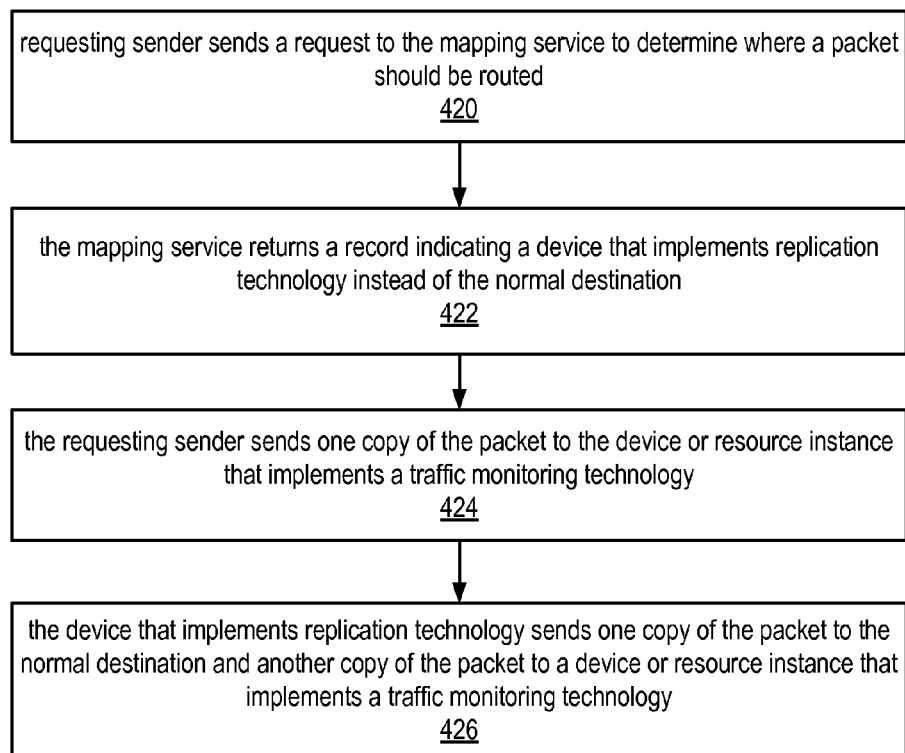 requesting sender sends a request to the mapping service to determine where a packet
should be routed
420
the mapping service returns a record indicating a device that implements replication
technology instead of the normal destination
422
the requesting sender sends one copy of the packet to the device or resource instance
that implements a traffic monitoring technology
424
the device that implements replication technology sends one copy of the packet to the
normal destination and another copy of the packet to a device or resource instance that
implements a traffic monitoring technology
426